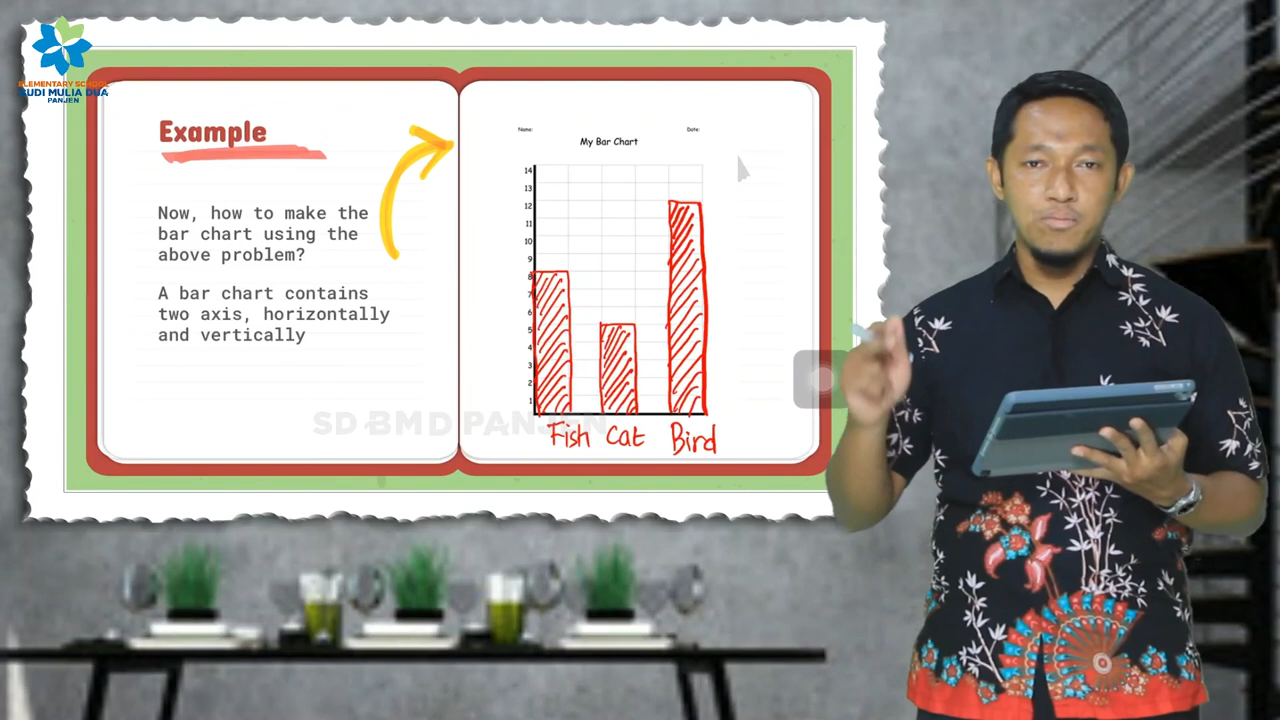 ELEMENTARY SCHOOL
BUDI MULIA DUA
PANJEN
Example
Now, how to make the
bar chart using the
above problem?
A bar chart contains
two axis, horizontally
and vertically
Name:
Date:
My Bar Chart
14
13
12
11
10
9
8
7
6
5
4
3
2
1
Fish Cat Bird
SD BMD PANJEN